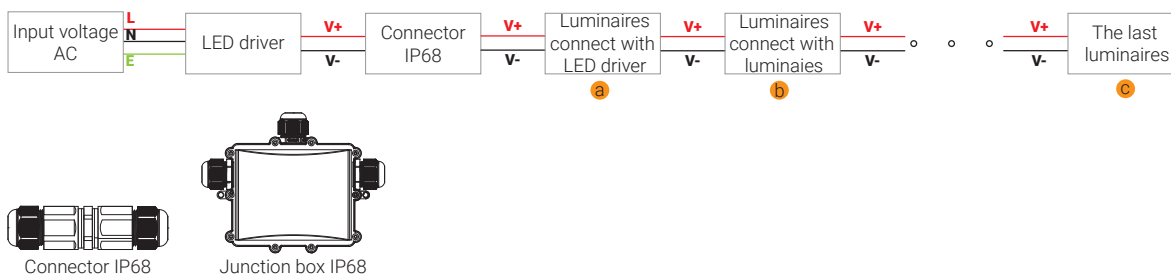 Input voltage
AC
L
N
E
LED driver
V+
V-
Connector
IP68
V+
V-
Luminaires
connect with
LED driver
a
V+
V-
Luminaires
connect with
luminaies
b
V+
V-
V+
V-
The last
luminaires
c
Connector IP68
Junction box IP68